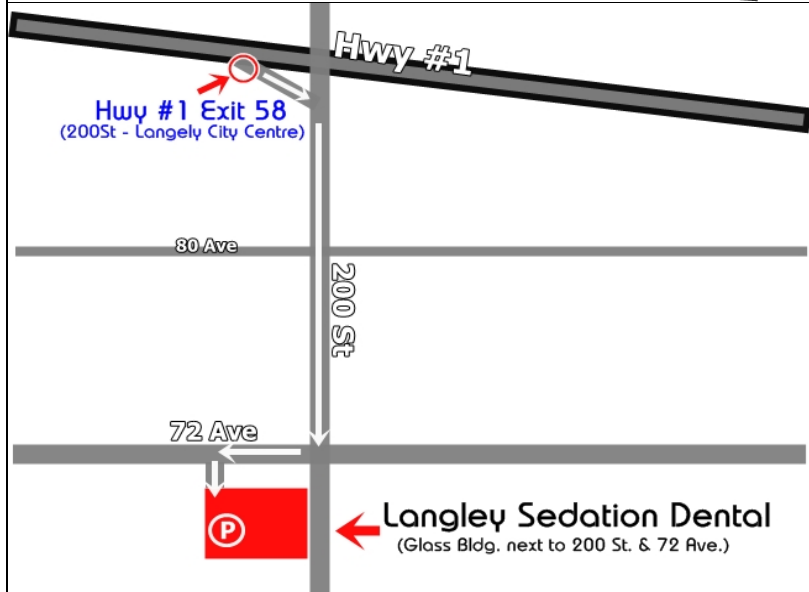 Hwy #1
Hwy #1 Exit 58
(200St - Langely City Centre)
80 Ave
200 St
72 Ave
P
Langley Sedation Dental
(Glass Bldg. next to 200 St. & 72 Ave.)